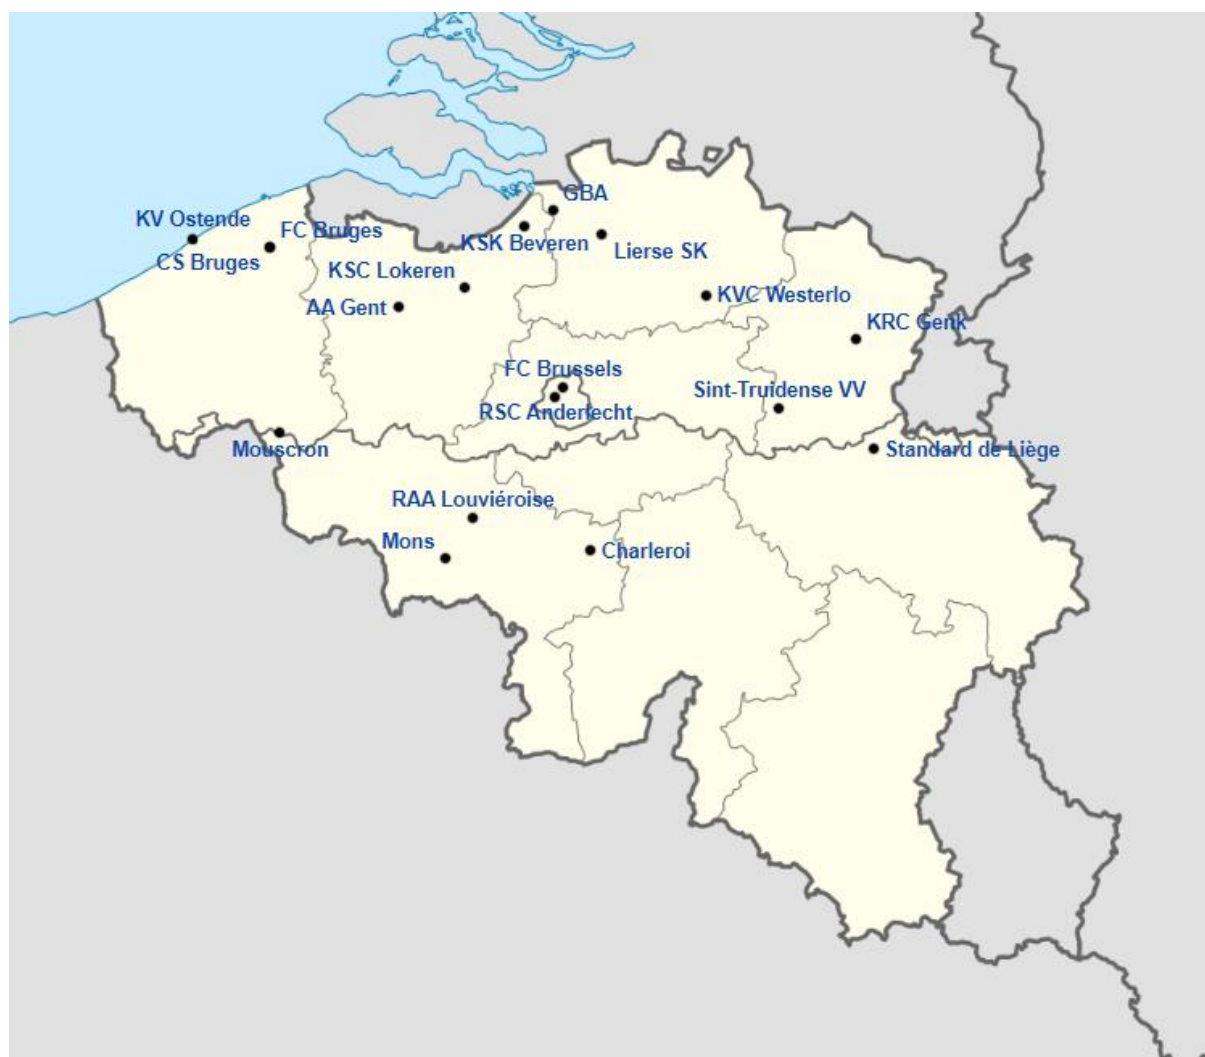 GBA
KV Ostende
FC Bruges
KSK Beveren
Lierse SK
CS Bruges
KSC Lokeren
KVC Westerlo
AA Gent
KRC Genk
FC Brussels
Sint-Truidense VV
RSC Anderlecht
Mouscron
Standard de Liège
RAA Louviéroise
Mons
Charleroi